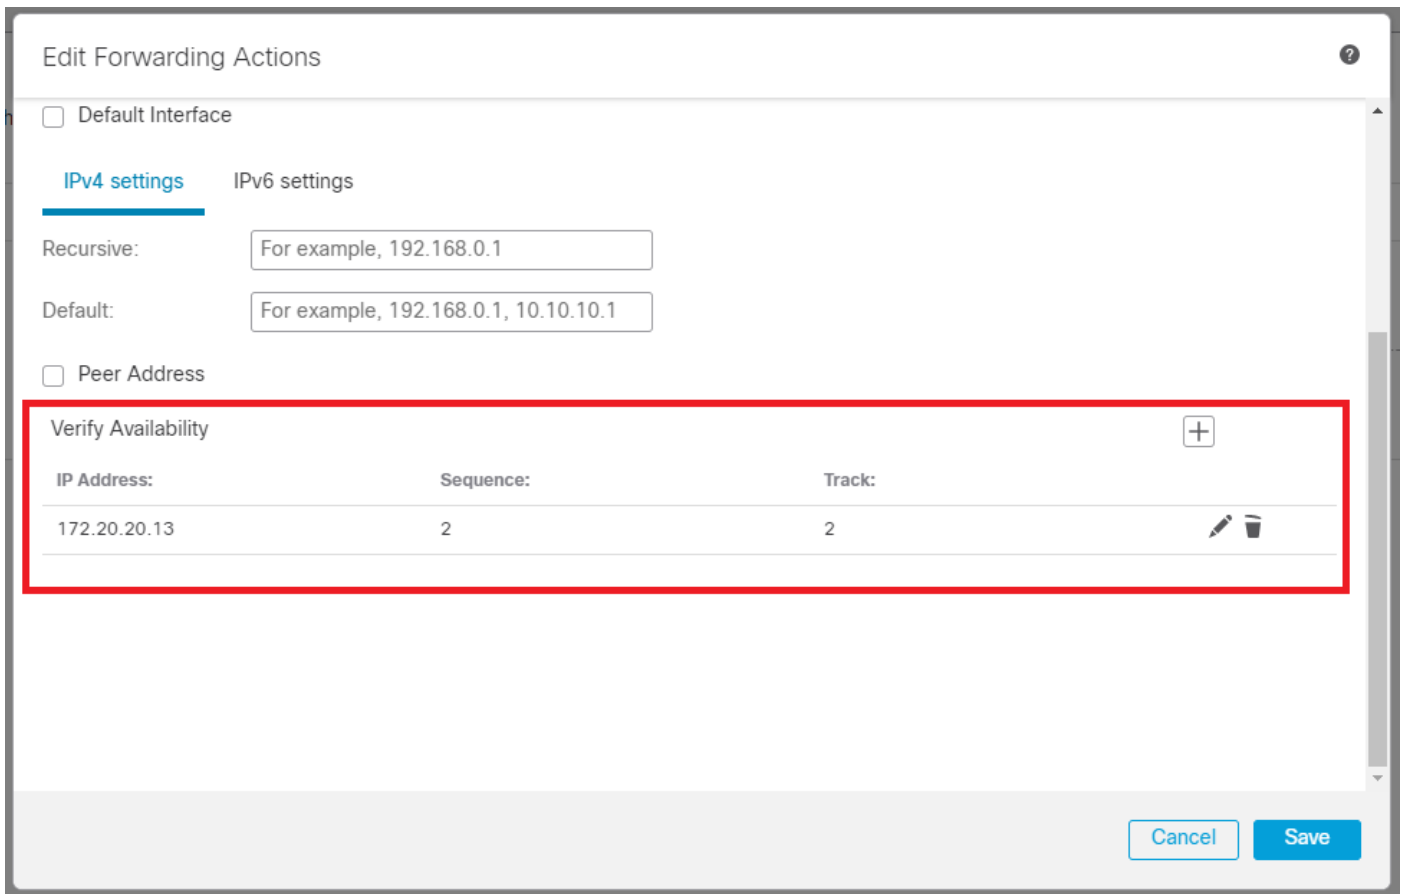 Edit Forwarding Actions
?
h
Default Interface
IPv4 settings IPv6 settings
Recursive: For example, 192.168.0.1
Default: For example, 192.168.0.1, 10.10.10.1
Peer Address
Verify Availability
IP Address: Sequence: Track:
172.20.20.13 2 2
Cancel Save